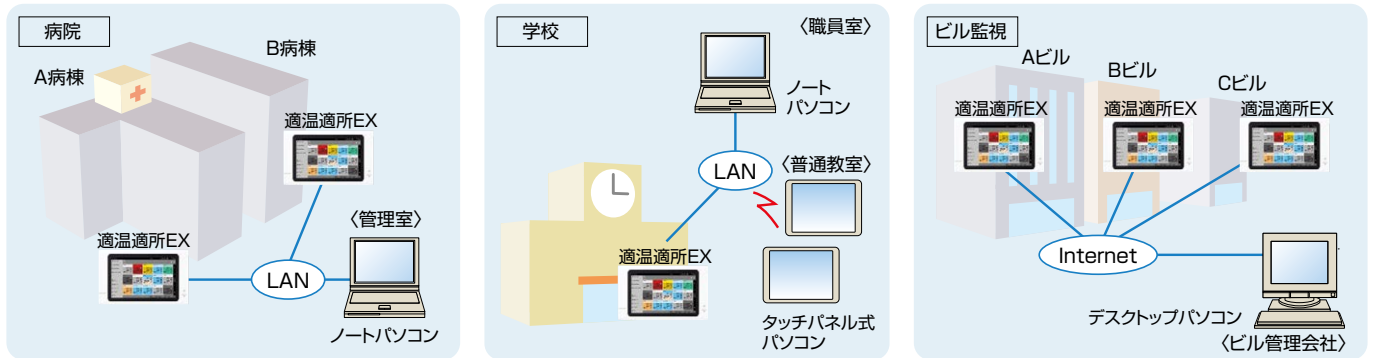 病院
B病棟
A病棟
適温適所EX
〈管理室〉
適温適所EX
LAN
ノートパソコン
学校
〈職員室〉
ノート
パソコン
LAN
〈普通教室〉
適温適所EX
タッチパネル式
パソコン
ビル監視
Aビル
Bビル
Cビル
適温適所EX
適温適所EX
適温適所EX
Internet
デスクトップパソコン
〈ビル管理会社〉